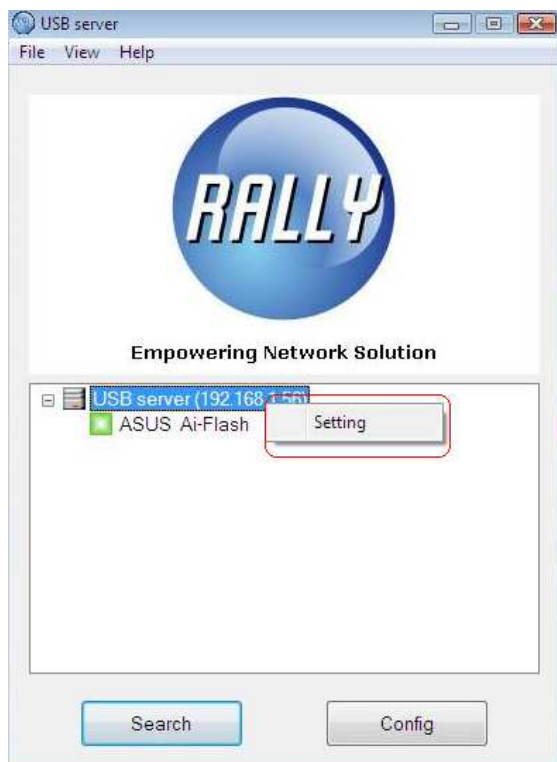 USB server
File View Help
RALLY
Empowering Network Solution
USB server (192.168.1.56)
ASUS Ai-Flash
Setting
Search Config